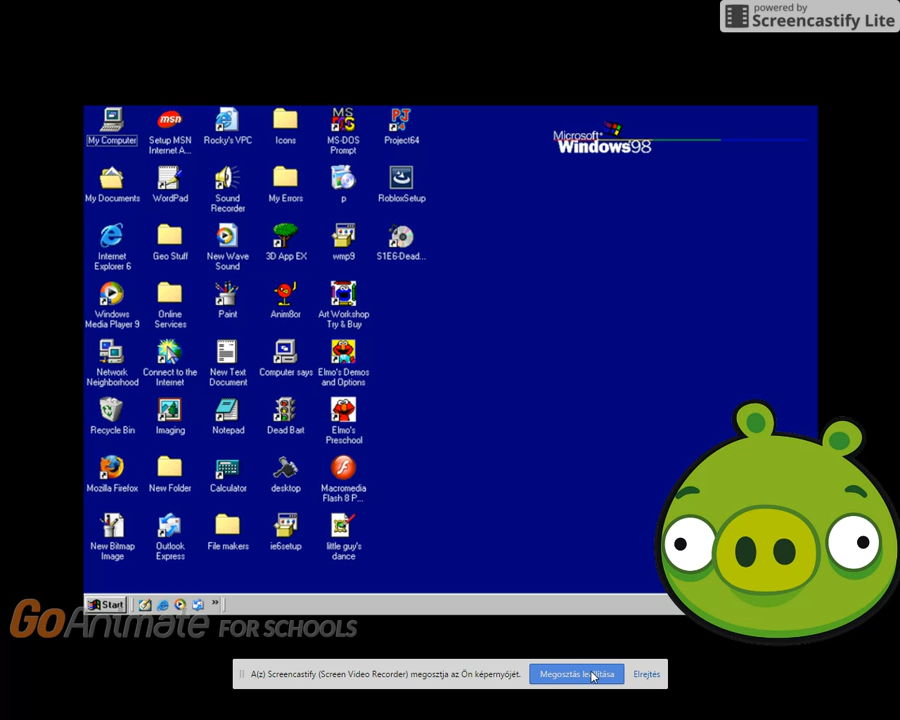 powered by
Screencastify Lite
Microsoft
Windows 98
My Computer
Setup MSN
Internet A...
Rocky's VPC
Icons
MS-DOS
Prompt
Project64
My Documents
WordPad
Sound
Recorder
My Errors
p
RobloxSetup
Internet
Explorer 6
Geo Stuff
New Wave
Sound
3D App EX
wmp9
S1E6-Dead...
Windows
Media Player 9
Online
Services
Paint
Anim8or
Art Workshop
Try & Buy
Network
Neighborhood
Connect to the
Internet
New Text
Document
Computer says
Elmo's Demos
and Options
Recycle Bin
Imaging
Notepad
Dead Bart
Elmo's
Preschool
Mozilla Firefox
New Folder
Calculator
desktop
Macromedia
Flash 8 P...
New Bitmap
Image
Outlook
Express
File makers
ie6setup
little guy's
dance
Start
GoAnimate FOR SCHOOLS
A(z) Screencastify (Screen Video Recorder) megosztja az Ön képernyőjét.
Megosztás leállítása
Elrejtés